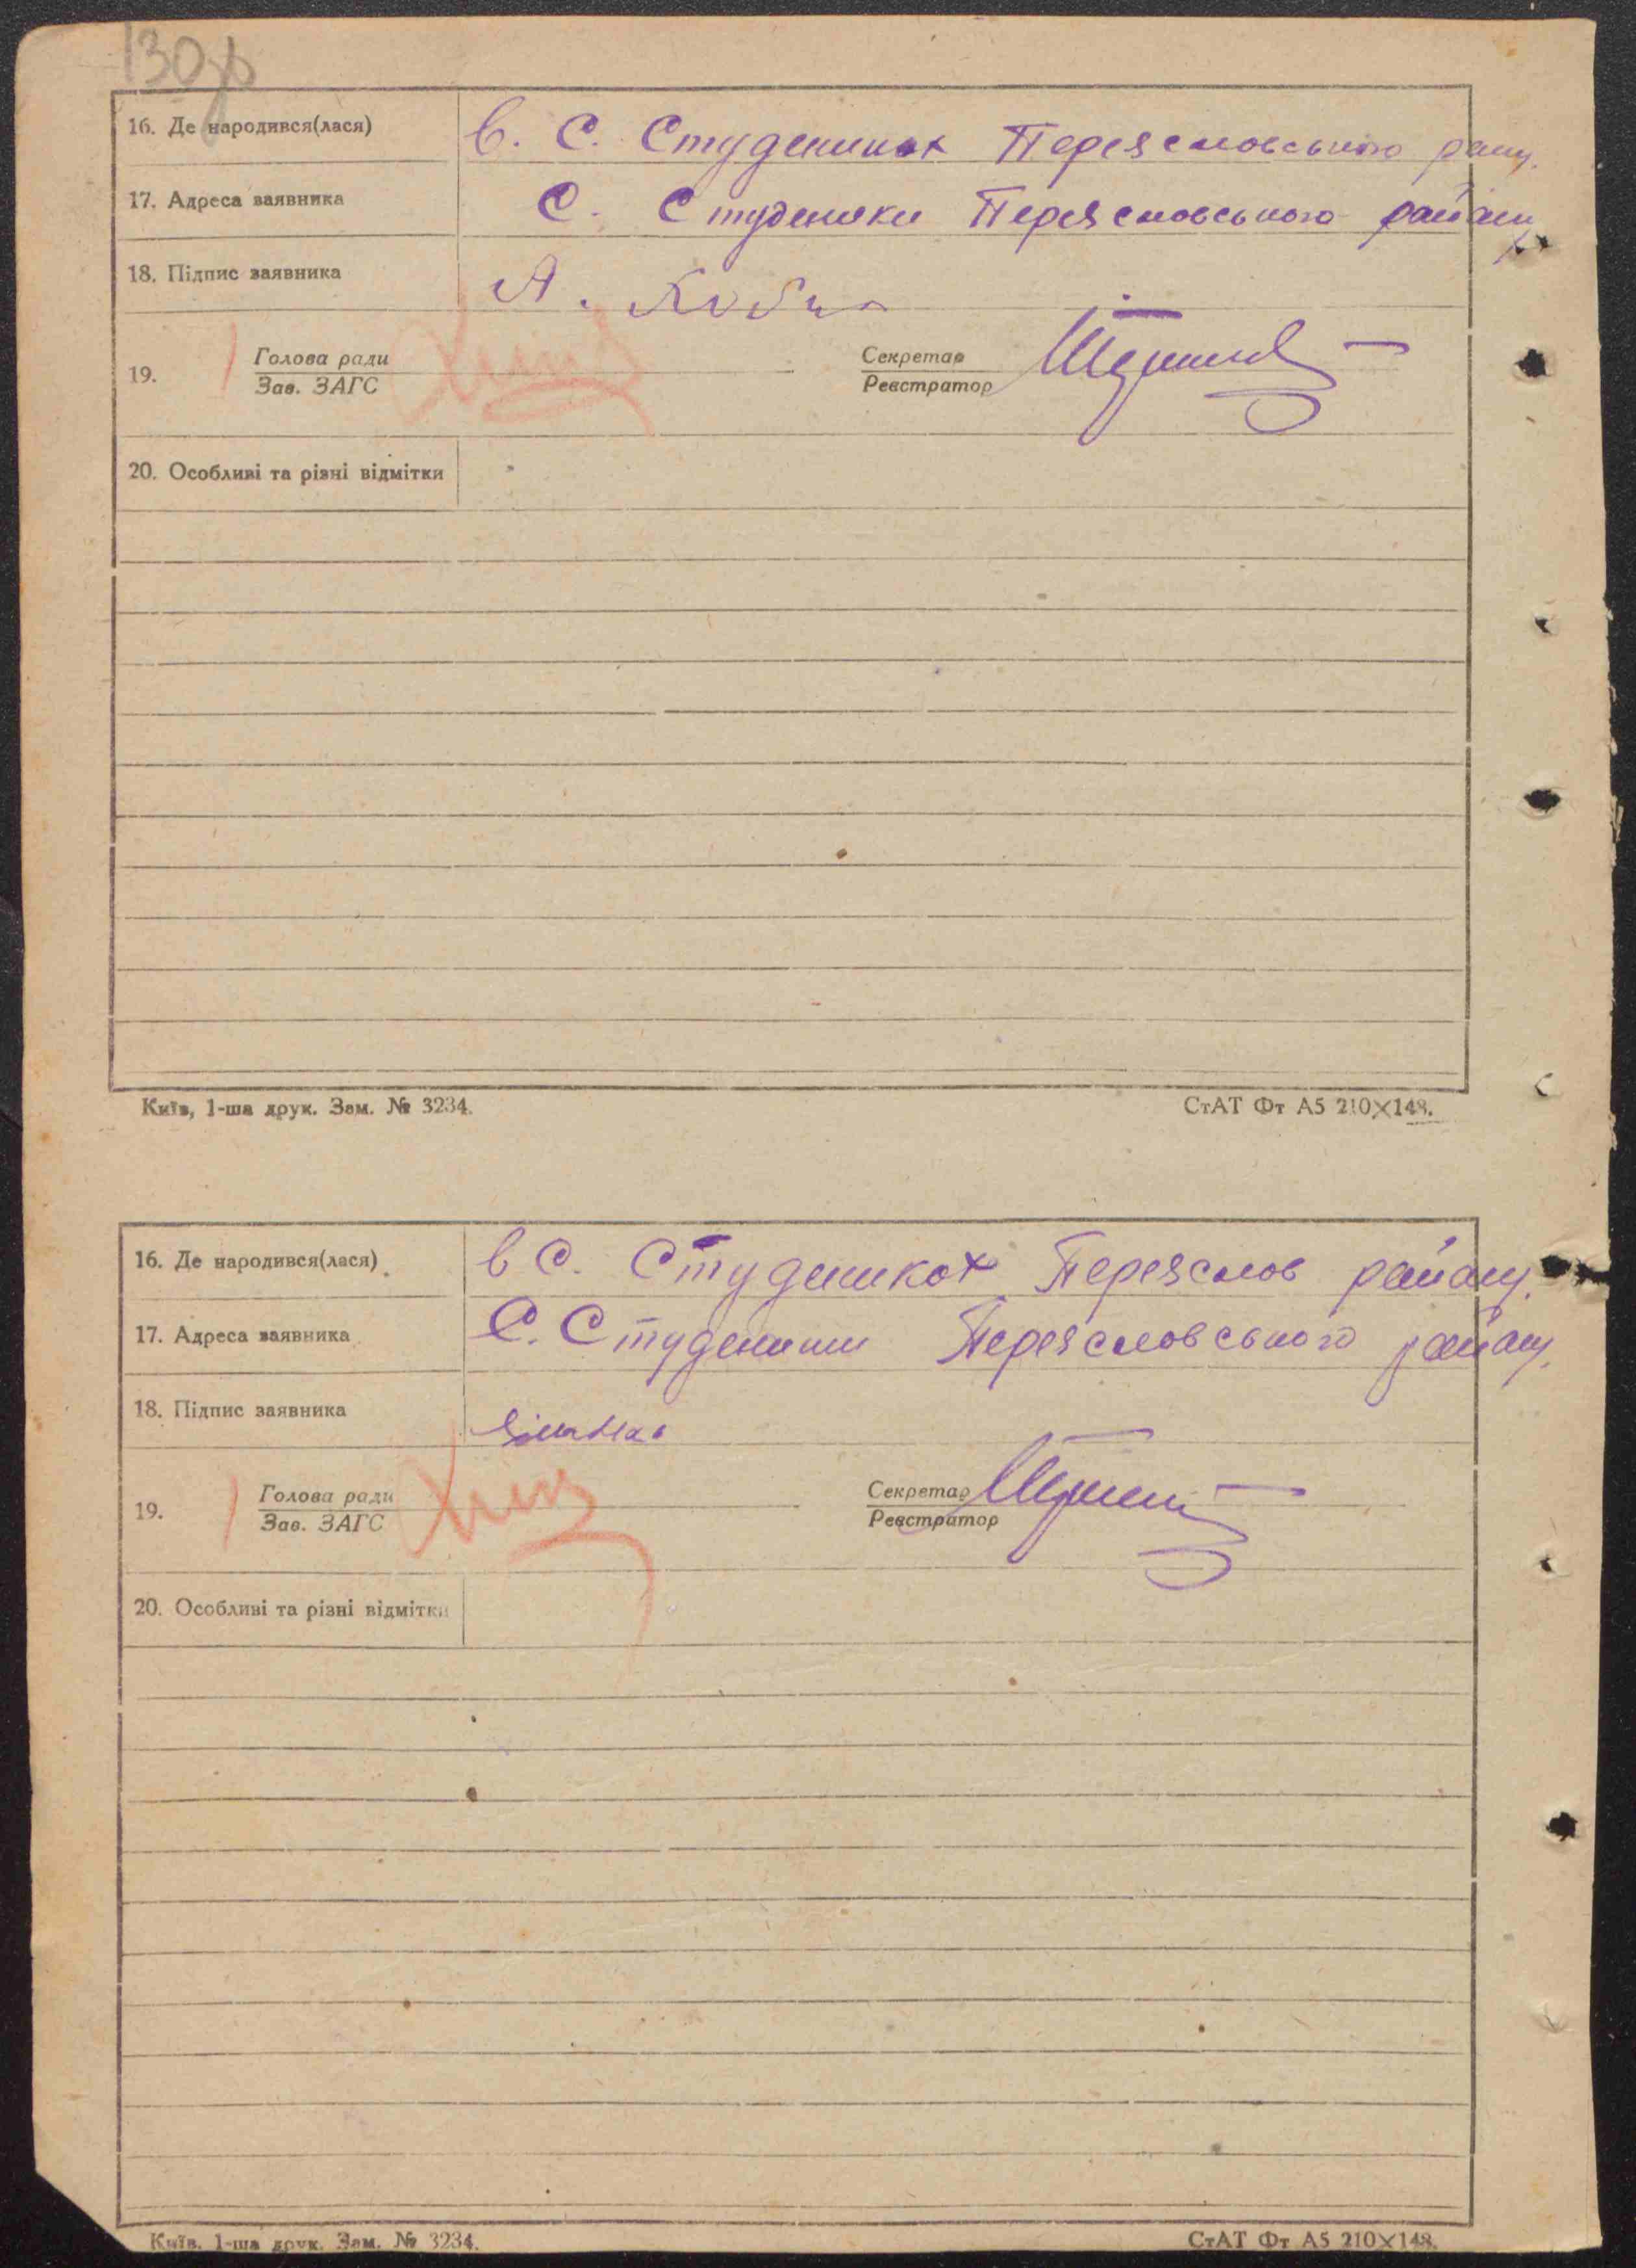 130зв
16. Де народився(лася) в. С. Студениках Переяславського райну.
17. Адреса заявника С. Студеники Переяславського району
18. Підпис заявника А.
19. Голова ради Секретар
Зав. ЗАГС Реєстратор
20. Особливі та різні відмітки
Київ, 1-ша друк. Зам. № 3234. СтАТ Фт А5 210×148.
16. Де народився(лася) в С. Студениках Переяслав району.
17. Адреса заявника С. Студеники Переяславського району.
18. Підпис заявника
19. Голова ради Секретар
Зав. ЗАГС Реєстратор
20. Особливі та різні відмітки
Київ, 1-ша друк. Зам. № 3234. СтАТ Фт А5 210×148.